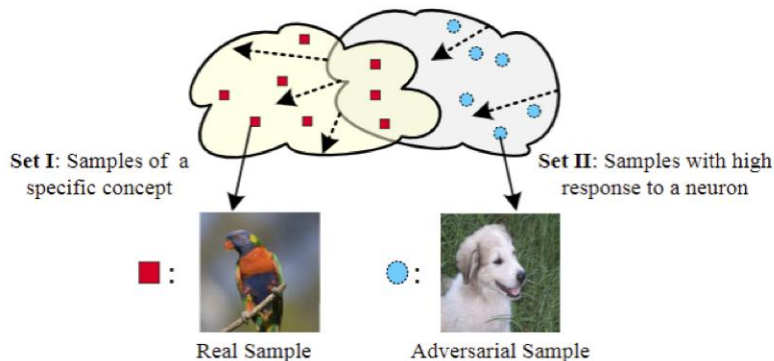 Set I: Samples of a
specific concept
Set II: Samples with high
response to a neuron
:
:
Real Sample
Adversarial Sample